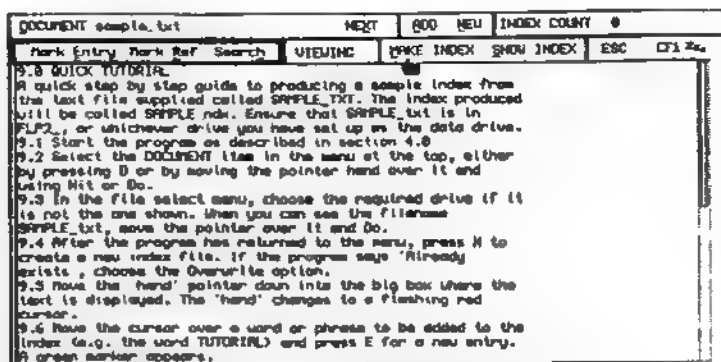 DOCUMENT sample_txt NEXT ADD NEW INDEX COUNT 0
Mark Entry Mark Ref Search VIEWING MAKE INDEX SHOW INDEX ESC
9.0 QUICK TUTORIAL
A quick step by step guide to producing a sample index from
the text file supplied called SAMPLE_TXT. The index produced
will be called SAMPLE_ndx. Ensure that SAMPLE_txt is in
FLP2_, or whichever drive you have set up as the data drive.
9.1 Start the program as described in section 4.0
9.2 Select the DOCUMENT item in the menu at the top, either
by pressing D or by moving the pointer hand over it and
using Hit or Do.
9.3 In the file select menu, choose the required drive if it
is not the one shown. When you can see the filename
SAMPLE_txt, move the pointer over it and Do.
9.4 After the program has returned to the menu, press N to
create a new index file. If the program says 'Already
exists , choose the Overwrite option.
9.5 Move the 'hand' pointer down into the big box where the
text is displayed. The 'hand' changes to a flashing red
cursor.
9.6 Move the cursor over a word or phrase to be added to the
index (e.g. the word TUTORIAL) and press E for a new entry.
A green marker appears.